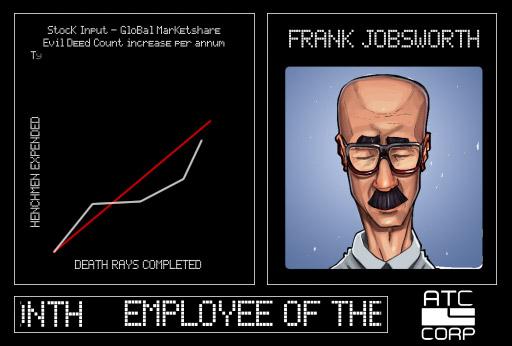 StocK Input - GloBal MarKetshare
Evil Deed Count increase per annum
Ty
HENCHMEN EXPENDED
DEATH RAYS COMPLETED
FRANK JOBSWORTH
NTH EMPLOYEE OF THE
ATC
CORP